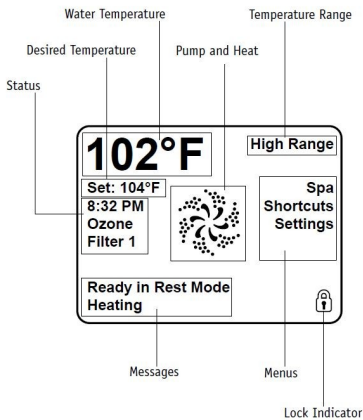 Water Temperature
Temperature Range
Desired Temperature
Pump and Heat
Status
102°F
High Range
Set: 104°F
8:32 PM
Ozone
Filter 1
Spa
Shortcuts
Settings
Ready in Rest Mode
Heating
Messages
Menus
Lock Indicator